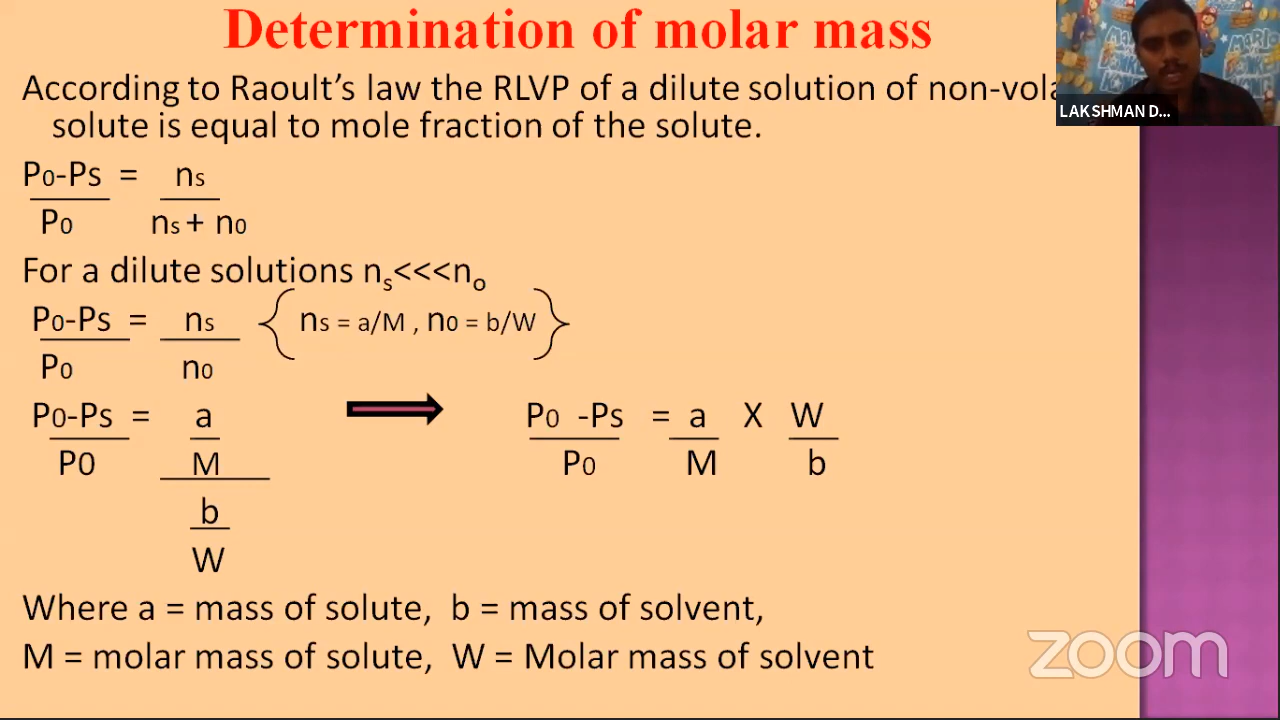 Determination of molar mass
According to Raoult's law the RLVP of a dilute solution of
solute is equal to mole fraction of the solute.
P0-Ps = ns
P0 ns + n0
For a dilute solutions ns<<<no
P0-Ps = ns ns = a/M , n0 = b/W
P0 n0
P0-Ps = a P0 -Ps = a X W
P0 M P0 M b
b
W
Where a = mass of solute, b = mass of solvent,
M = molar mass of solute, W = Molar mass of solvent
LAKSHMAN D...
zoom